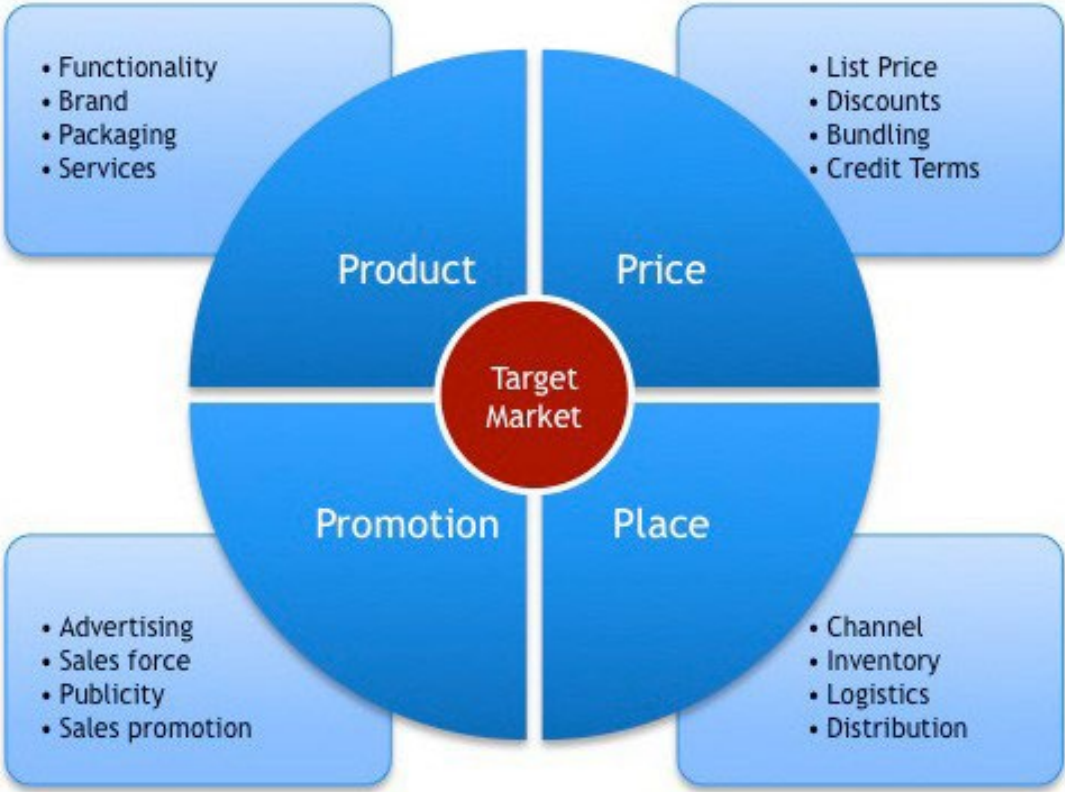 • Functionality
• Brand
• Packaging
• Services
• List Price
• Discounts
• Bundling
• Credit Terms
Product
Price
Target
Market
Promotion
Place
• Advertising
• Sales force
• Publicity
• Sales promotion
• Channel
• Inventory
• Logistics
• Distribution